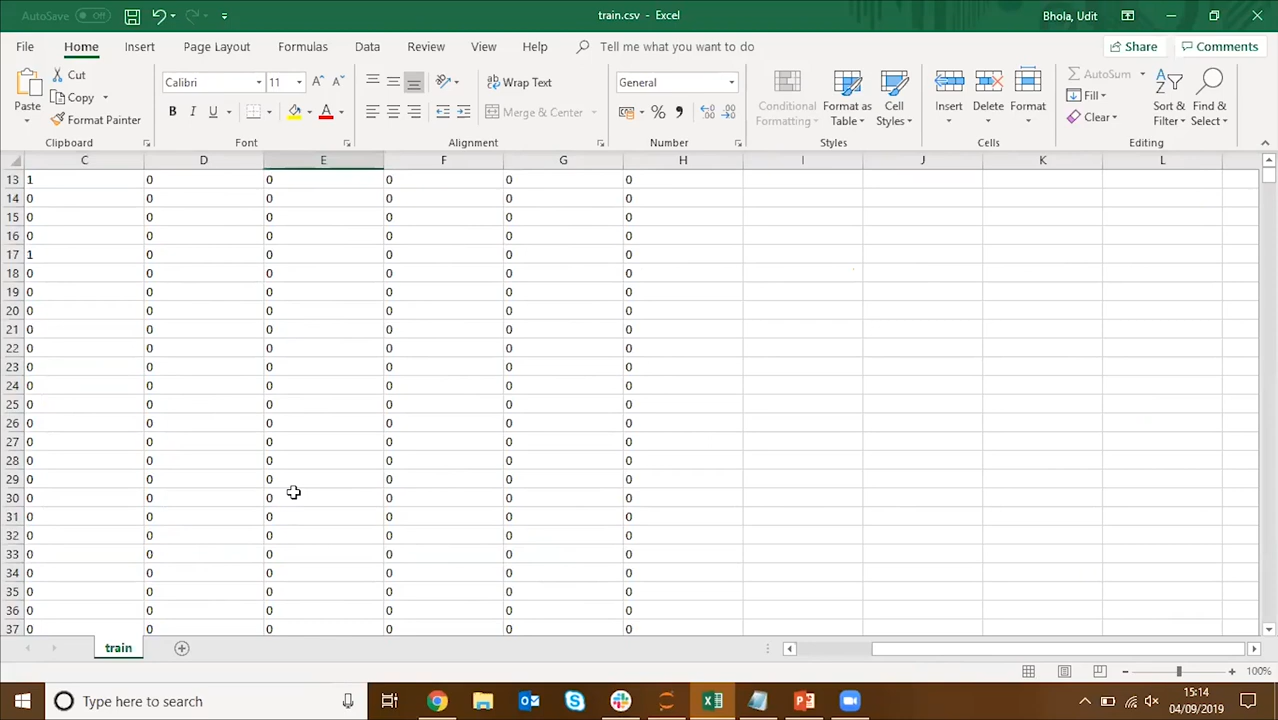 AutoSave Off train.csv - Excel Bhola, Udit
File Home Insert Page Layout Formulas Data Review View Help Tell me what you want to do Share Comments
Paste Cut Copy Format Painter
Calibri 11 B I U
Wrap Text Merge & Center
General % ,
Conditional Formatting Format as Table Cell Styles
Insert Delete Format
AutoSum Fill Clear Sort & Filter Find & Select
Clipboard Font Alignment Number Styles Cells Editing
C D E F G H I J K L
13 1 0 0 0 0 0
14 0 0 0 0 0 0
15 0 0 0 0 0 0
16 0 0 0 0 0 0
17 1 0 0 0 0 0
18 0 0 0 0 0 0
19 0 0 0 0 0 0
20 0 0 0 0 0 0
21 0 0 0 0 0 0
22 0 0 0 0 0 0
23 0 0 0 0 0 0
24 0 0 0 0 0 0
25 0 0 0 0 0 0
26 0 0 0 0 0 0
27 0 0 0 0 0 0
28 0 0 0 0 0 0
29 0 0 0 0 0 0
30 0 0 0 0 0 0
31 0 0 0 0 0 0
32 0 0 0 0 0 0
33 0 0 0 0 0 0
34 0 0 0 0 0 0
35 0 0 0 0 0 0
36 0 0 0 0 0 0
37 0 0 0 0 0 0
train
100%
Type here to search 15:14
04/09/2019